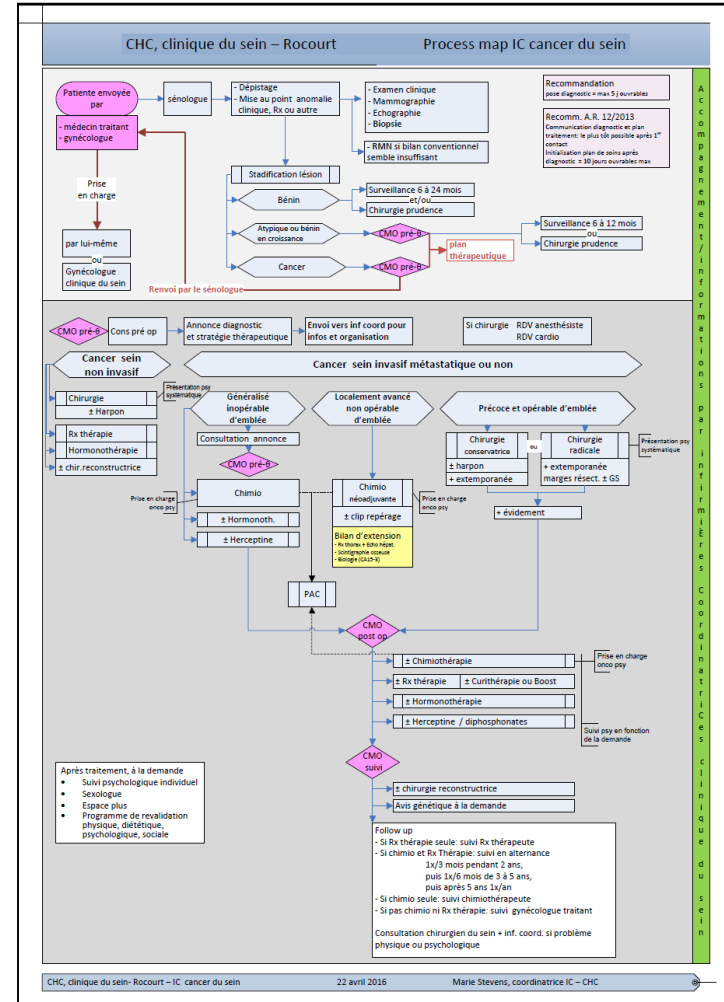 CHC, clinique du sein – Rocourt
Process map IC cancer du sein
Patiente envoyée
par
- médecin traitant
- gynécologue
sénologue
- Dépistage
- Mise au point anomalie
clinique, Rx ou autre
- Examen clinique
- Mammographie
- Echographie
- Biopsie
- RMN si bilan conventionnel
semble insuffisant
Recommandation
pose diagnostic = max 5 j ouvrables
Recomm. A.R. 12/2013
Communication diagnostic et plan
traitement: le plus tôt possible après 1er
contact
Initialisation plan de soins après
diagnostic = 10 jours ouvrables max
Stadification lésion
Prise
en charge
Bénin
Surveillance 6 à 24 mois
et/ou
Chirurgie prudence
Atypique ou bénin
en croissance
CMO pré-θ
Surveillance 6 à 12 mois
ou
Chirurgie prudence
plan
thérapeutique
par lui-même
ou
Gynécologue
clinique du sein
Cancer
CMO pré-θ
Renvoi par le sénologue
CMO pré-θ
Cons pré op
Annonce diagnostic
et stratégie thérapeutique
Envoi vers inf coord pour
infos et organisation
Si chirurgie RDV anesthésiste
RDV cardio
Cancer sein
non invasif
Cancer sein invasif métastatique ou non
Présentation psy
systématique
Chirurgie
± Harpon
Rx thérapie
Hormonothérapie
± chir.reconstructrice
Généralisé
inopérable
d'emblée
Localement avancé
non opérable
d'emblée
Précoce et opérable d'emblée
Consultation annonce
CMO pré-θ
Chirurgie
conservatrice
ou
Chirurgie
radicale
Présentation psy
systématique
± harpon
+ extemporanée
+ extemporanée
marges résect. ± GS
Prise en charge
onco psy
Chimio
Chimio
néoadjuvante
Prise en charge
onco psy
± Hormonoth.
± clip repérage
+ évidement
± Herceptine
Bilan d'extension
- Rx thorax + Echo hépat.
- Scintigraphie osseuse
- Biologie (CA15-3)
PAC
CMO
post op
± Chimiothérapie
Prise en charge
onco psy
± Rx thérapie
± Curithérapie ou Boost
± Hormonothérapie
± Herceptine / diphosphonates
Suivi psy en fonction
de la demande
CMO
suivi
± chirurgie reconstructrice
Avis génétique à la demande
Après traitement, à la demande
• Suivi psychologique individuel
• Sexologue
• Espace plus
• Programme de revalidation
physique, diététique,
psychologique, sociale
Follow up
- Si Rx thérapie seule: suivi Rx thérapeute
- Si chimio et Rx Thérapie: suivi en alternance
1x/3 mois pendant 2 ans,
puis 1x/6 mois de 3 à 5 ans,
puis après 5 ans 1x/an
- Si chimio seule: suivi chimiothérapeute
- Si pas chimio ni Rx thérapie: suivi gynécologue traitant
Consultation chirurgien du sein + inf. coord. si problème
physique ou psychologique
Accompagnement/informations par infirmières CoordinatriCes clinique du sein
CHC, clinique du sein- Rocourt – IC cancer du sein
22 avril 2016
Marie Stevens, coordinatrice IC – CHC